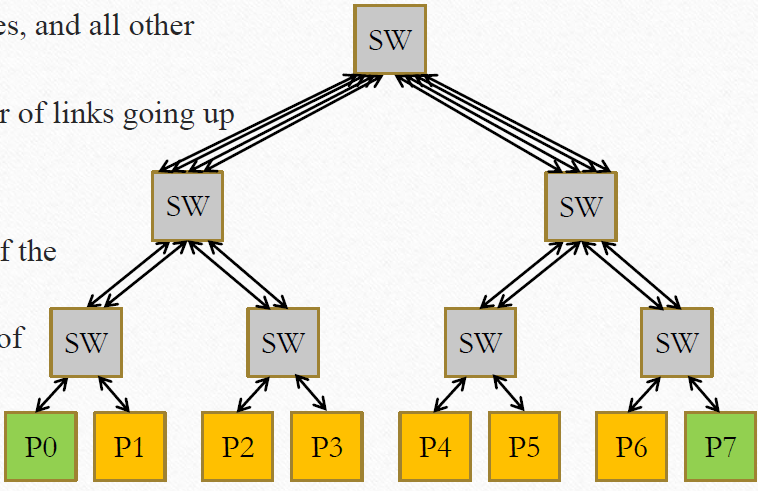 es, and all other
SW
r of links going up
SW SW
f the
of
SW SW SW SW
P0 P1 P2 P3 P4 P5 P6 P7